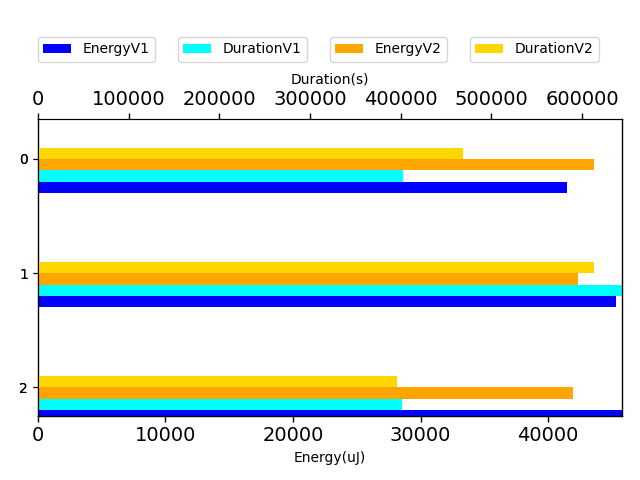 EnergyV1 DurationV1 EnergyV2 DurationV2
Duration(s)
0 100000 200000 300000 400000 500000 600000
0
1
2
0 10000 20000 30000 40000
Energy(uJ)